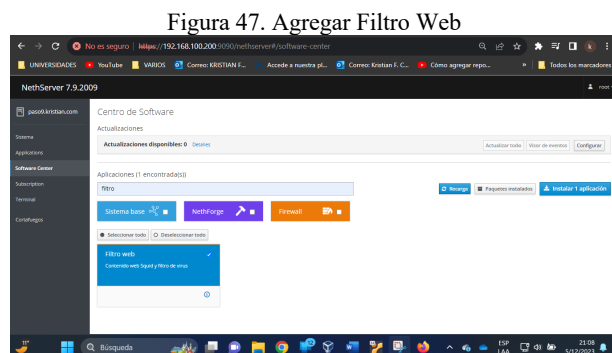 Figura 47. Agregar Filtro Web
No es seguro | https://192.168.100.200:9090/nethserver#/software-center
UNIVERSIDADES YouTube VARIOS Correo: KRISTIAN F... Accede a nuestra pl... Correo: Kristian F. C... Cómo agregar repo... » Todos los marcadores
NethServer 7.9.2009 root
paso9.kristian.com
Sistema
Applications
Software Center
Subscription
Terminal
Cortafuegos
Centro de Software
Actualizaciones
Actualizaciones disponibles: 0 Detalles Actualizar todo Visor de eventos Configurar
Aplicaciones (1 encontrada(s))
filtro Recarga Paquetes instalados Instalar 1 aplicación
Sistema base NethForge Firewall
Seleccionar todo Deseleccionar todo
Filtro web
Contenido web Squid y filtro de virus
11° Búsqueda ESP LAA 21:08 5/12/2023